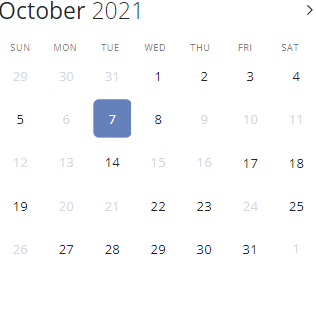 October 2021 >
SUN MON TUE WED THU FRI SAT
29 30 31 1 2 3 4
5 6 7 8 9 10 11
12 13 14 15 16 17 18
19 20 21 22 23 24 25
26 27 28 29 30 31 1